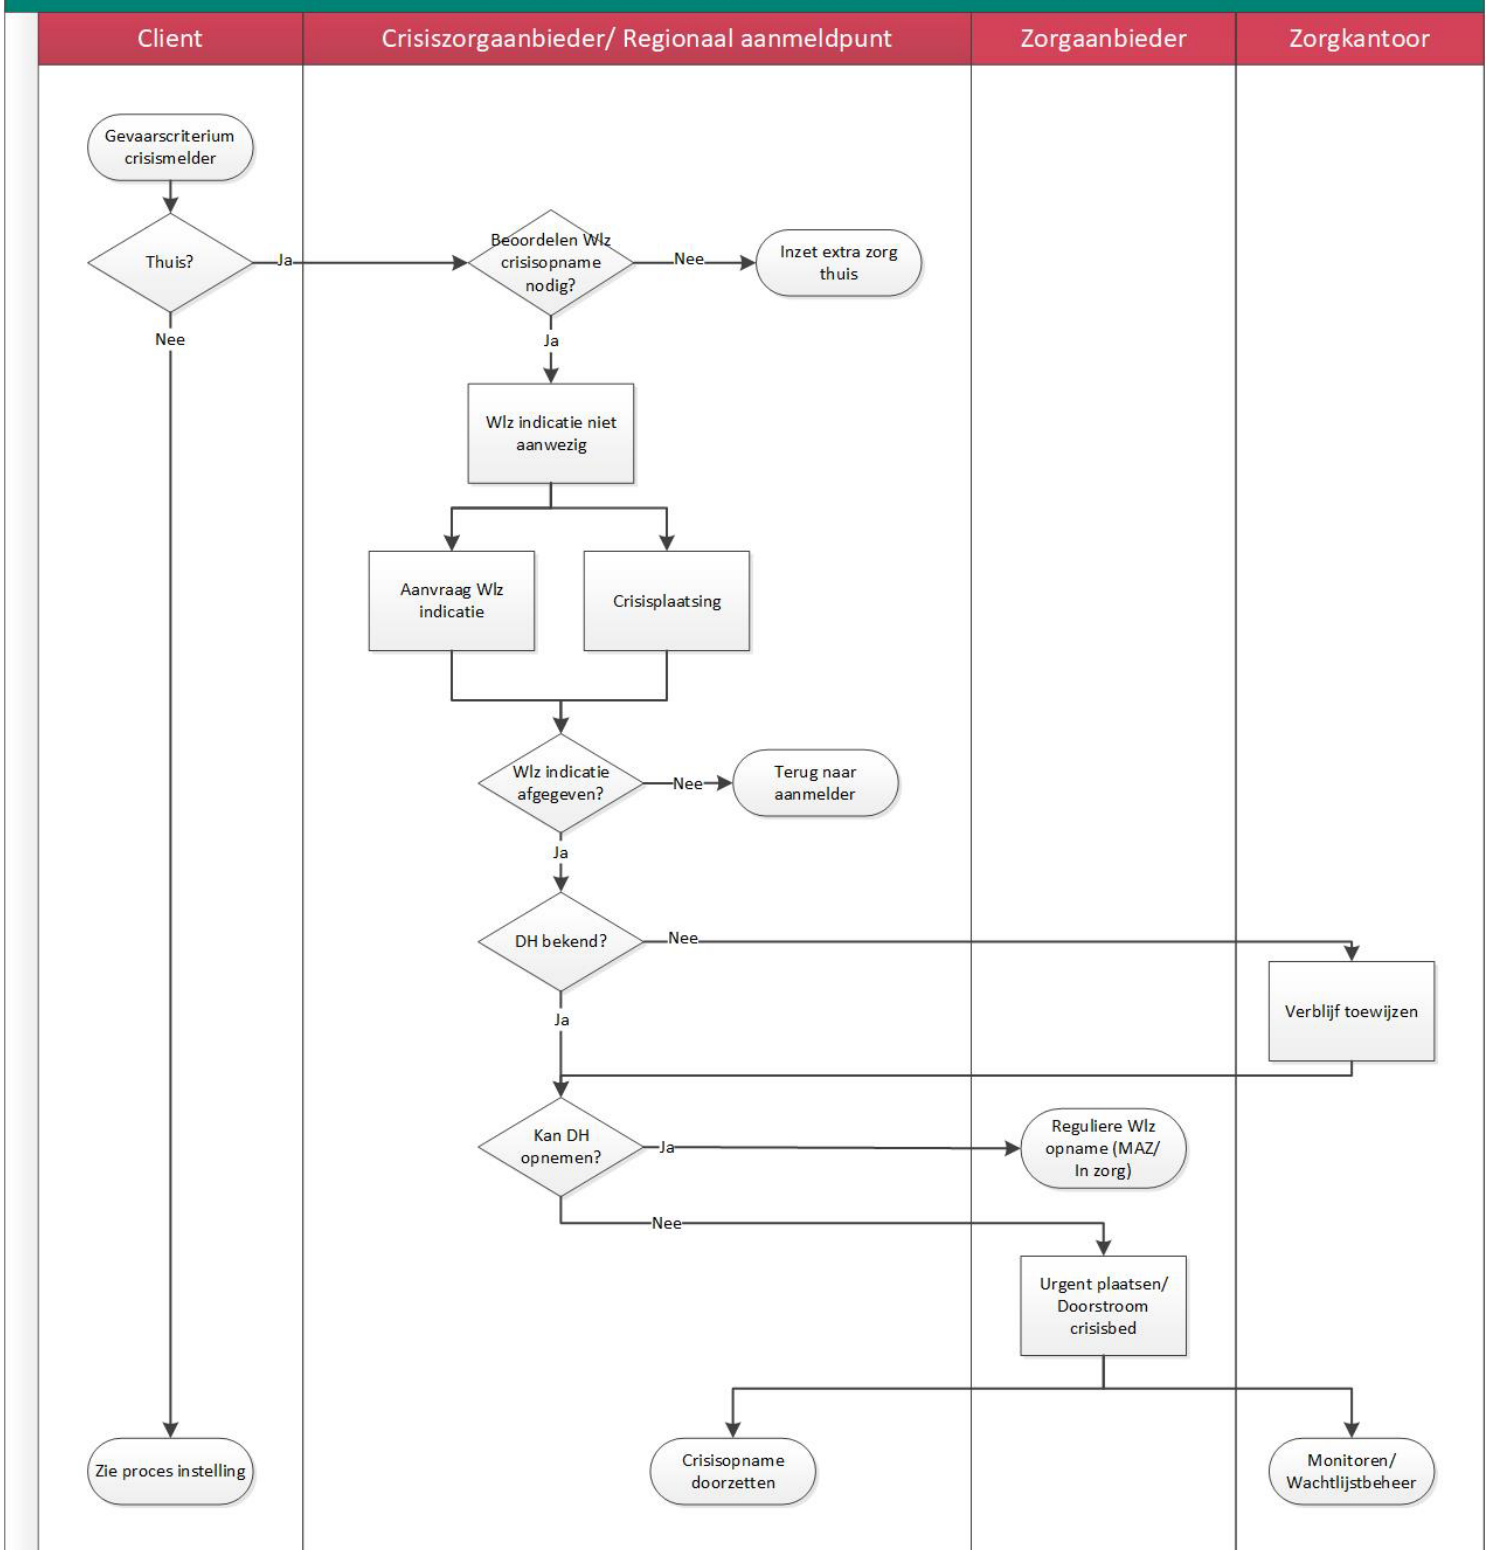 Client
Crisiszorgaanbieder/ Regionaal aanmeldpunt
Zorgaanbieder
Zorgkantoor
Gevaarscriterium
crisismelder
Thuis?
Ja
Beoordelen Wlz
crisisopname
nodig?
Nee
Inzet extra zorg
thuis
Nee
Ja
Wlz indicatie niet
aanwezig
Aanvraag Wlz
indicatie
Crisisplaatsing
Wlz indicatie
afgegeven?
Nee
Terug naar
aanmelder
Ja
DH bekend?
Nee
Verblijf toewijzen
Ja
Kan DH
opnemen?
Ja
Reguliere Wlz
opname (MAZ/
In zorg)
Nee
Urgent plaatsen/
Doorstroom
crisisbed
Zie proces instelling
Crisisopname
doorzetten
Monitoren/
Wachtlijstbeheer